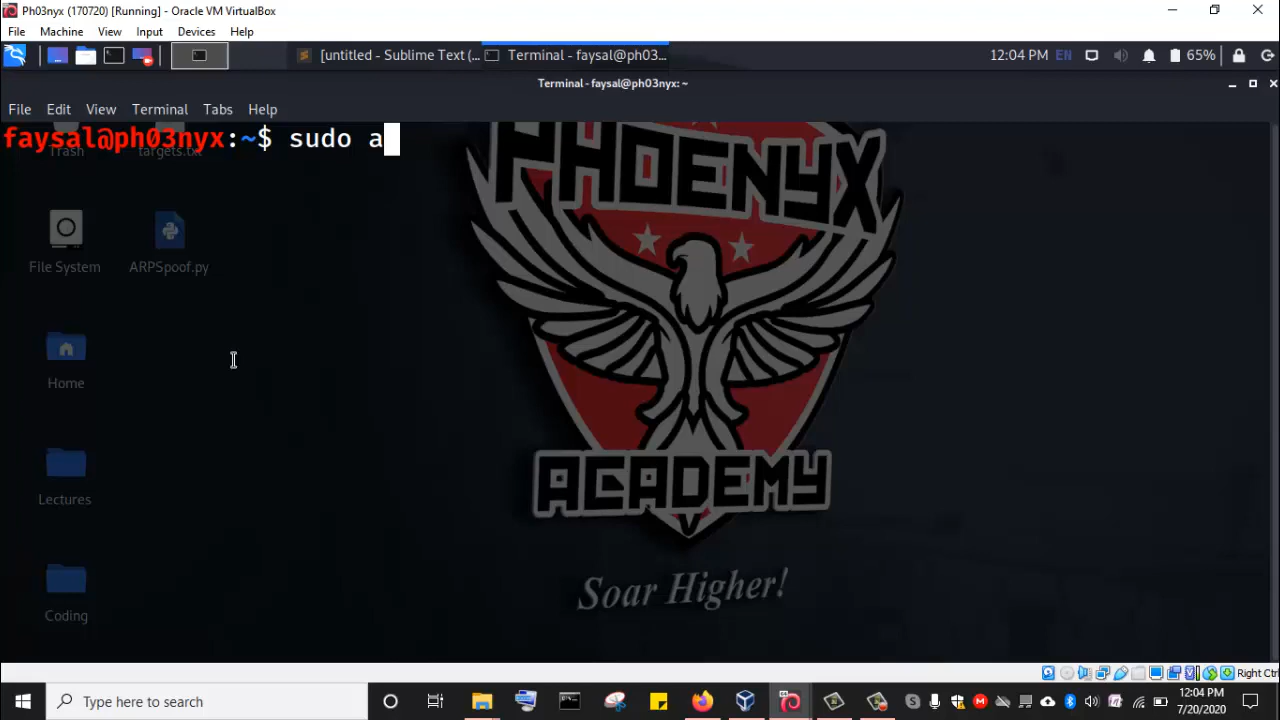 Ph03nyx (170720) [Running] - Oracle VM VirtualBox
File Machine View Input Devices Help
[untitled - Sublime Text (... Terminal - faysal@ph03... 12:04 PM EN 65%
Terminal - faysal@ph03nyx: ~
File Edit View Terminal Tabs Help
faysal@ph03nyx:~$ sudo a
Trash targets.txt
PHOENYX
File System ARPSpoof.py
Home
Lectures
ACADEMY
Soar Higher!
Coding
Right Ctrl
Type here to search
12:04 PM
7/20/2020